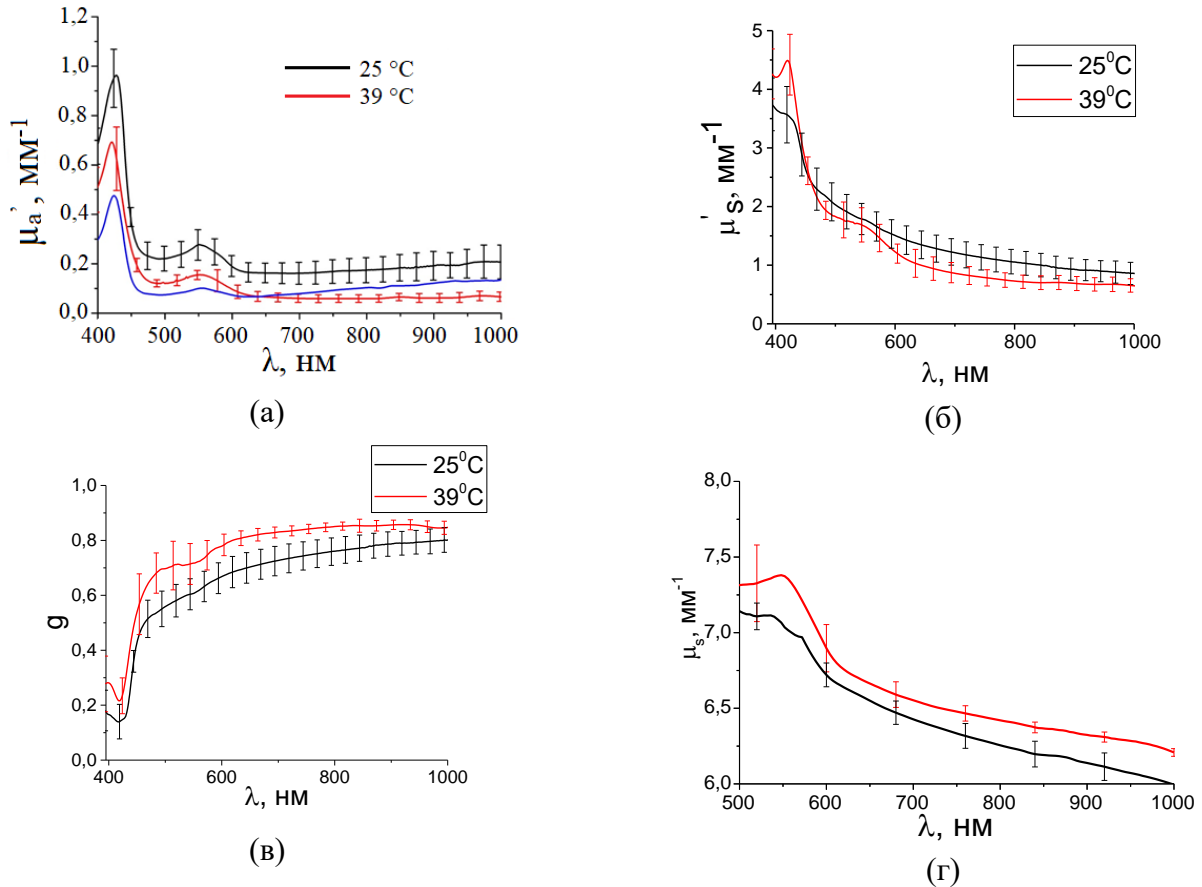 1,2
1,0
0,8
0,6
0,4
0,2
0,0
μa', мм-1
25 °C
39 °C
400 500 600 700 800 900 1000
λ, нм
(а)
5
4
3
2
1
0
μ's, мм-1
25⁰C
39⁰C
400 600 800 1000
λ, нм
(б)
25⁰C
39⁰C
1,0
0,8
0,6
0,4
0,2
0,0
g
400 600 800 1000
λ, нм
(в)
8,0
7,5
7,0
6,5
6,0
μs, мм-1
500 600 700 800 900 1000
λ, нм
(г)